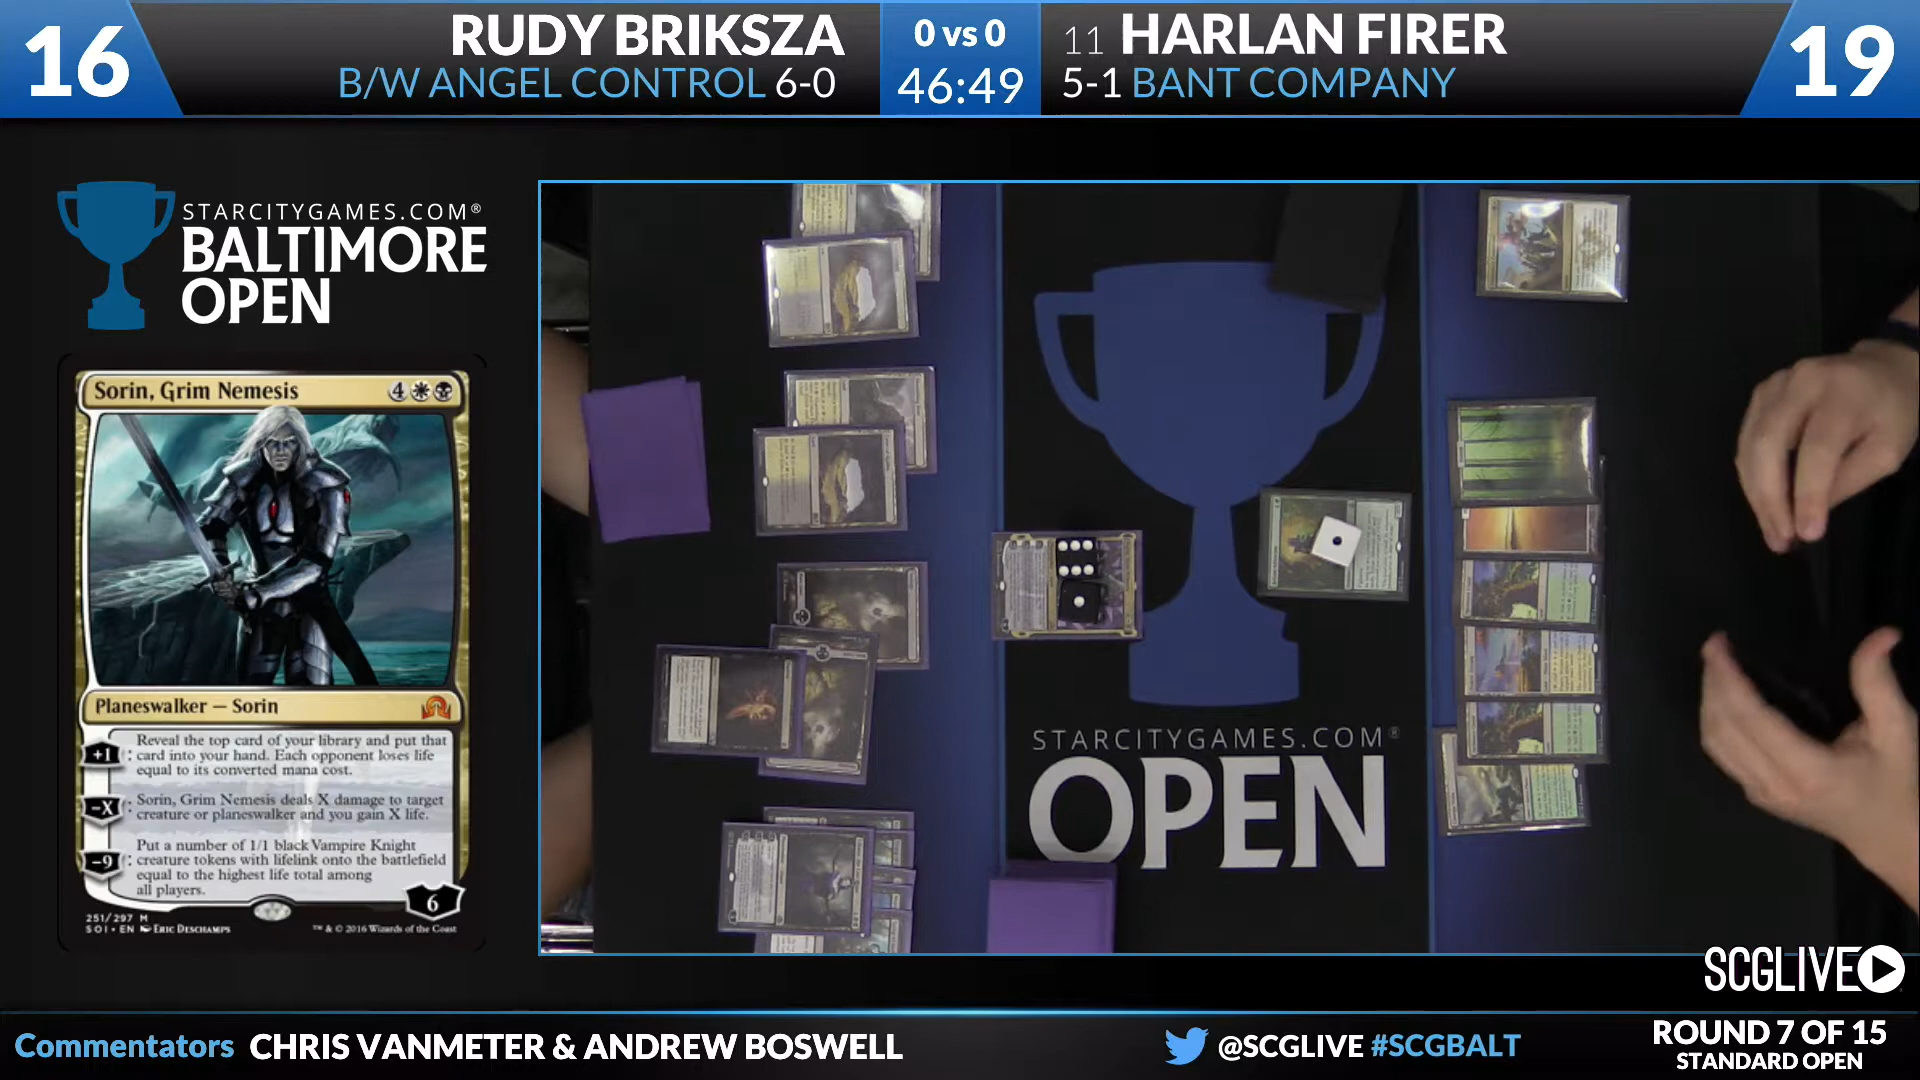 16
RUDY BRIKSZA
B/W ANGEL CONTROL 6-0
0 vs 0
46:49
11 HARLAN FIRER
5-1 BANT COMPANY
19
STARCITYGAMES.COM®
BALTIMORE
OPEN
Sorin, Grim Nemesis 4
Planeswalker — Sorin
+1: Reveal the top card of your library and put that
card into your hand. Each opponent loses life
equal to its converted mana cost.
−X: Sorin, Grim Nemesis deals X damage to target
creature or planeswalker and you gain X life.
−9: Put a number of 1/1 black Vampire Knight
creature tokens with lifelink onto the battlefield
equal to the highest life total among
all players.
6
251/297 M
SOI • EN Eric Deschamps
™ & © 2016 Wizards of the Coast
STARCITYGAMES.COM®
OPEN
SCGLIVE
Commentators CHRIS VANMETER & ANDREW BOSWELL
@SCGLIVE #SCGBALT
ROUND 7 OF 15
STANDARD OPEN